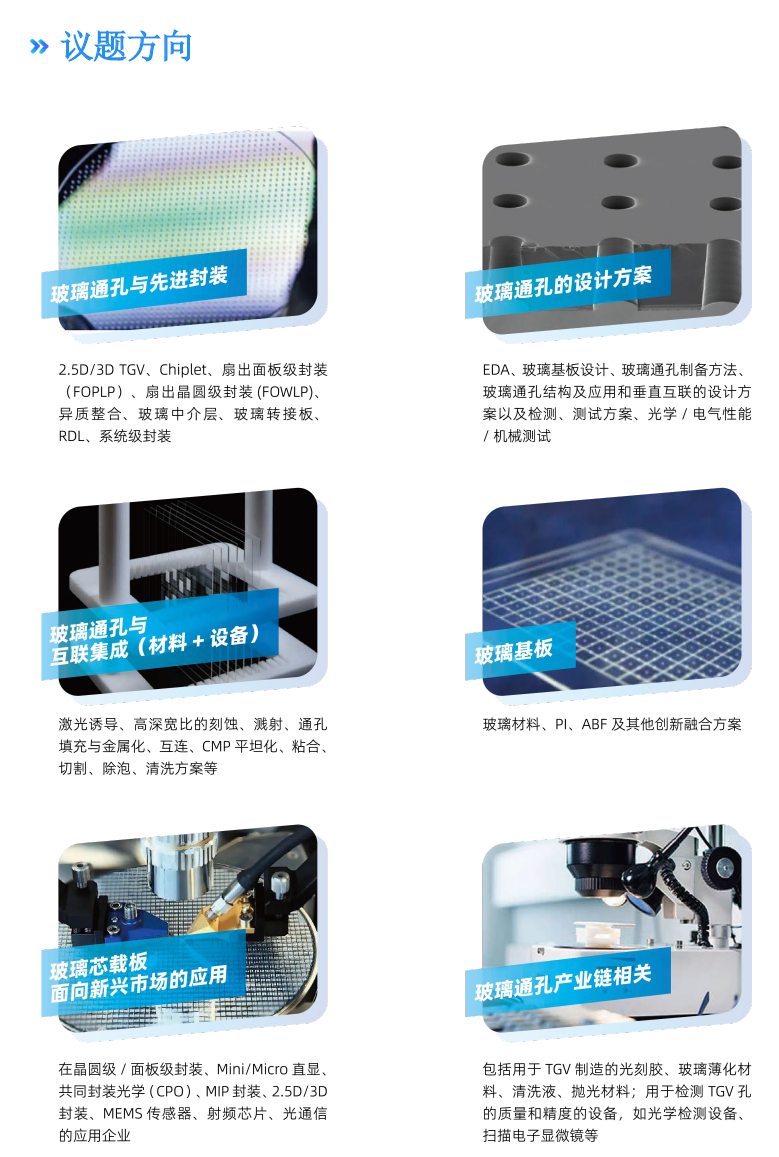 » 议题方向
玻璃通孔与先进封装
2.5D/3D TGV、Chiplet、扇出面板级封装
（FOPLP）、扇出晶圆级封装 (FOWLP)、
异质整合、玻璃中介层、玻璃转接板、
RDL、系统级封装
玻璃通孔的设计方案
EDA、玻璃基板设计、玻璃通孔制备方法、
玻璃通孔结构及应用和垂直互联的设计方
案以及检测、测试方案、光学 / 电气性能
/ 机械测试
玻璃通孔与
互联集成（材料 + 设备）
激光诱导、高深宽比的刻蚀、溅射、通孔
填充与金属化、互连、CMP 平坦化、粘合、
切割、除泡、清洗方案等
玻璃基板
玻璃材料、PI、ABF 及其他创新融合方案
玻璃芯载板
面向新兴市场的应用
在晶圆级 / 面板级封装、Mini/Micro 直显、
共同封装光学（CPO）、MIP 封装、2.5D/3D
封装、MEMS 传感器、射频芯片、光通信
的应用企业
玻璃通孔产业链相关
包括用于 TGV 制造的光刻胶、玻璃薄化材
料、清洗液、抛光材料；用于检测 TGV 孔
的质量和精度的设备，如光学检测设备、
扫描电子显微镜等